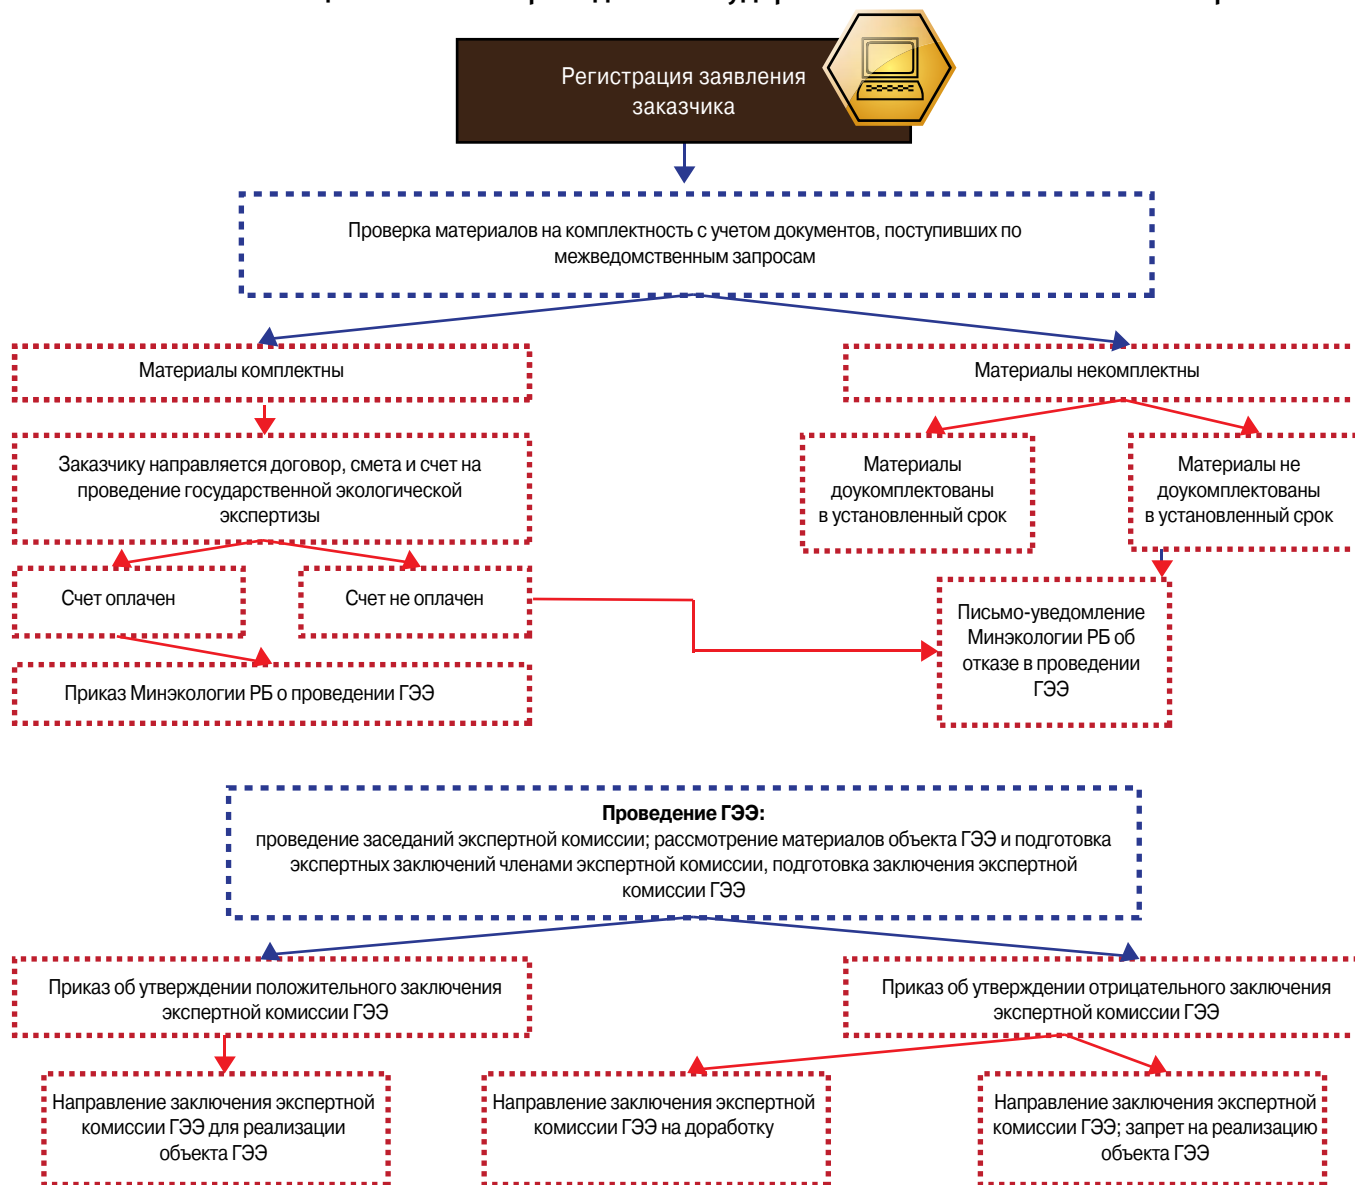 Регистрация заявления
заказчика
Проверка материалов на комплектность с учетом документов, поступивших по
межведомственным запросам
Материалы комплектны
Материалы некомплектны
Заказчику направляется договор, смета и счет на
проведение государственной экологической
экспертизы
Материалы
доукомплектованы
в установленный срок
Материалы не
доукомплектованы
в установленный срок
Счет оплачен
Счет не оплачен
Письмо-уведомление
Минэкологии РБ об
отказе в проведении
ГЭЭ
Приказ Минэкологии РБ о проведении ГЭЭ
Проведение ГЭЭ:
проведение заседаний экспертной комиссии; рассмотрение материалов объекта ГЭЭ и подготовка
экспертных заключений членами экспертной комиссии, подготовка заключения экспертной
комиссии ГЭЭ
Приказ об утверждении положительного заключения
экспертной комиссии ГЭЭ
Приказ об утверждении отрицательного заключения
экспертной комиссии ГЭЭ
Направление заключения экспертной
комиссии ГЭЭ для реализации
объекта ГЭЭ
Направление заключения экспертной
комиссии ГЭЭ на доработку
Направление заключения экспертной
комиссии ГЭЭ; запрет на реализацию
объекта ГЭЭ